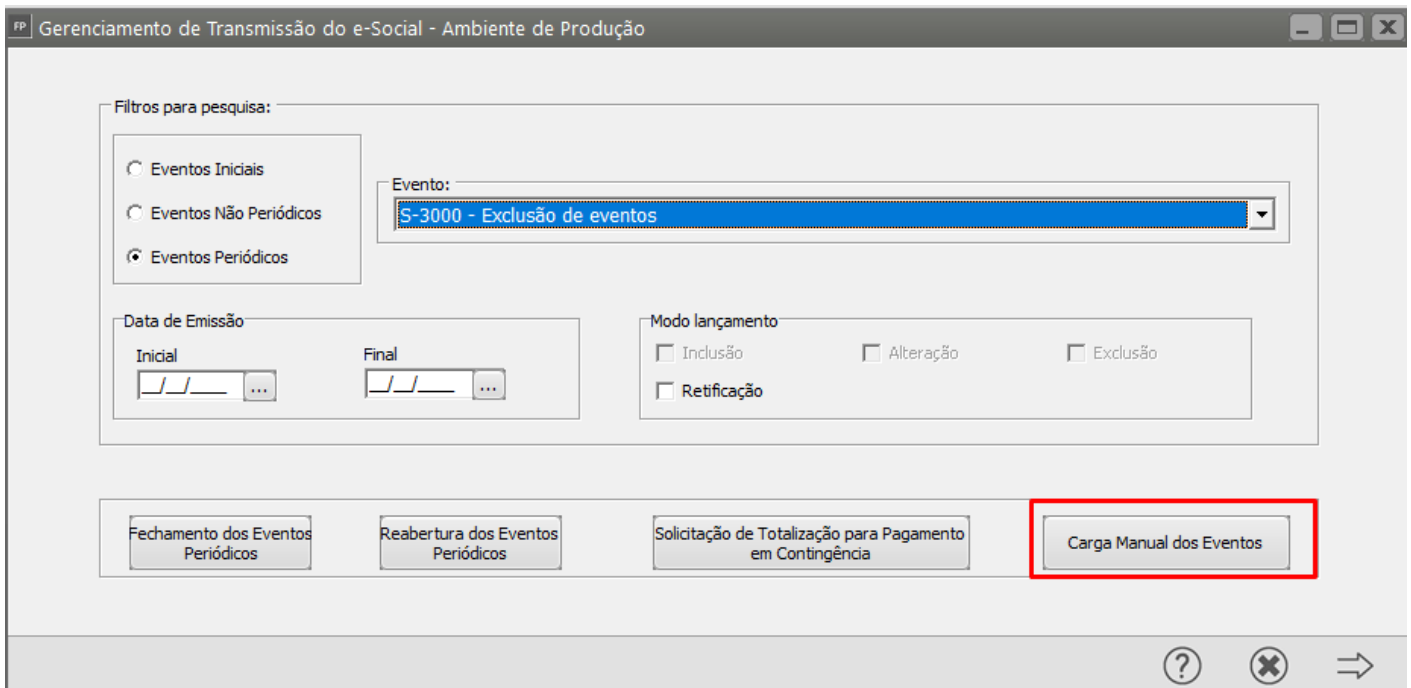 FP Gerenciamento de Transmissão do e-Social - Ambiente de Produção
Filtros para pesquisa:
Eventos Iniciais
Eventos Não Periódicos
Eventos Periódicos
Evento:
S-3000 - Exclusão de eventos
Data de Emissão
Inicial
Final
__/__/____ ...
__/__/____ ...
Modo lançamento
Inclusão
Alteração
Exclusão
Retificação
Fechamento dos Eventos
Periódicos
Reabertura dos Eventos
Periódicos
Solicitação de Totalização para Pagamento
em Contingência
Carga Manual dos Eventos
?